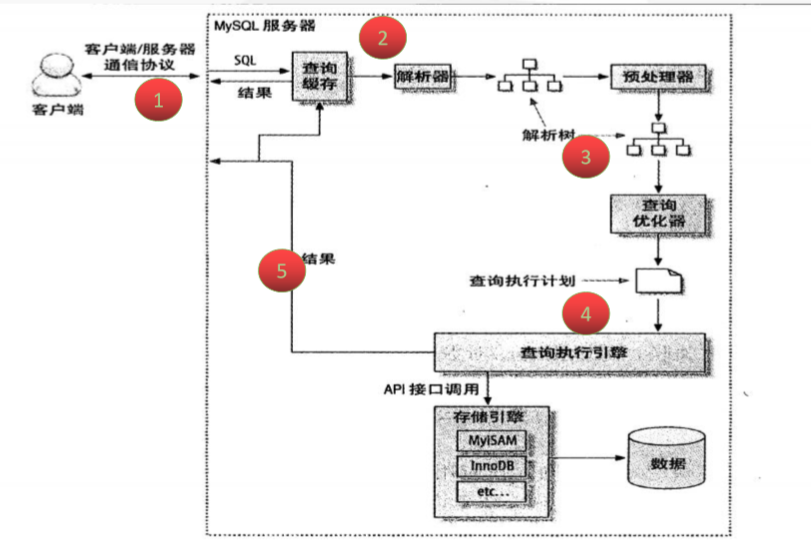 MySQL 服务器
客户端/服务器
通信协议
客户端
1
SQL
结果
查询
缓存
2
解析器
预处理器
解析树
3
查询
优化器
查询执行计划
4
5
结果
查询执行引擎
API 接口调用
存储引擎
MyISAM
InnoDB
etc...
数据